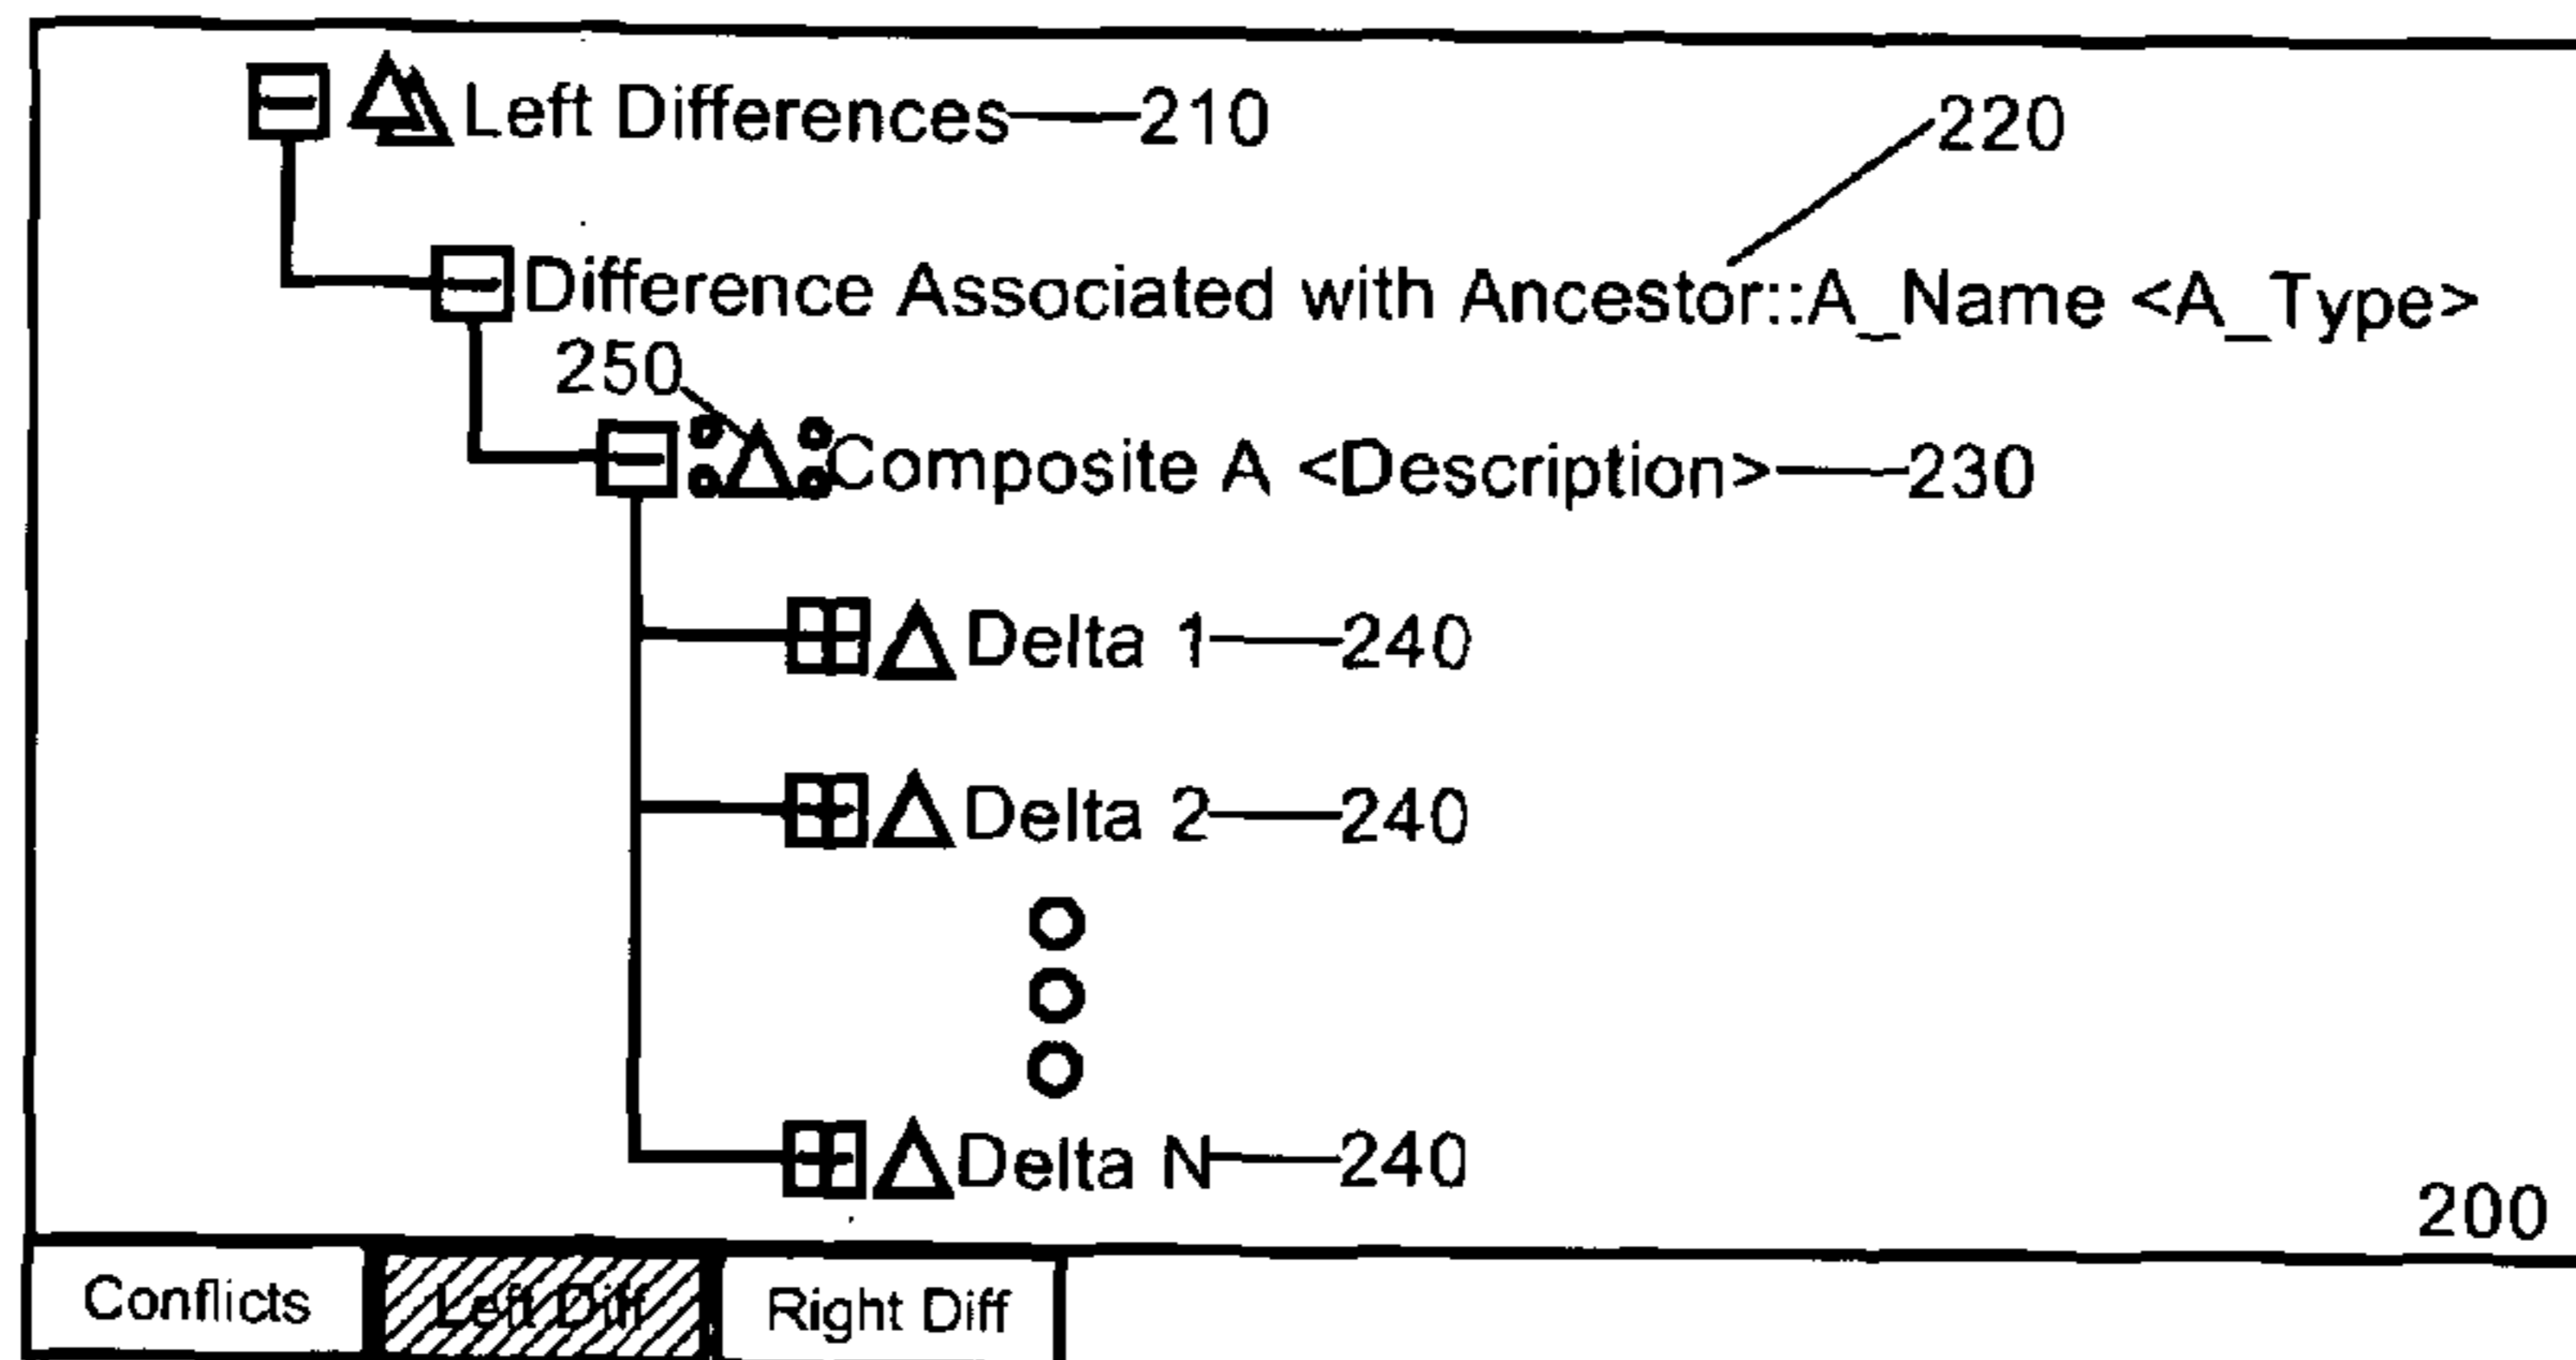 Left Differences 210
220
Difference Associated with Ancestor::A_Name <A_Type>
250
Composite A <Description> 230
Delta 1 240
Delta 2 240
Delta N 240
200
Conflicts Left Diff Right Diff